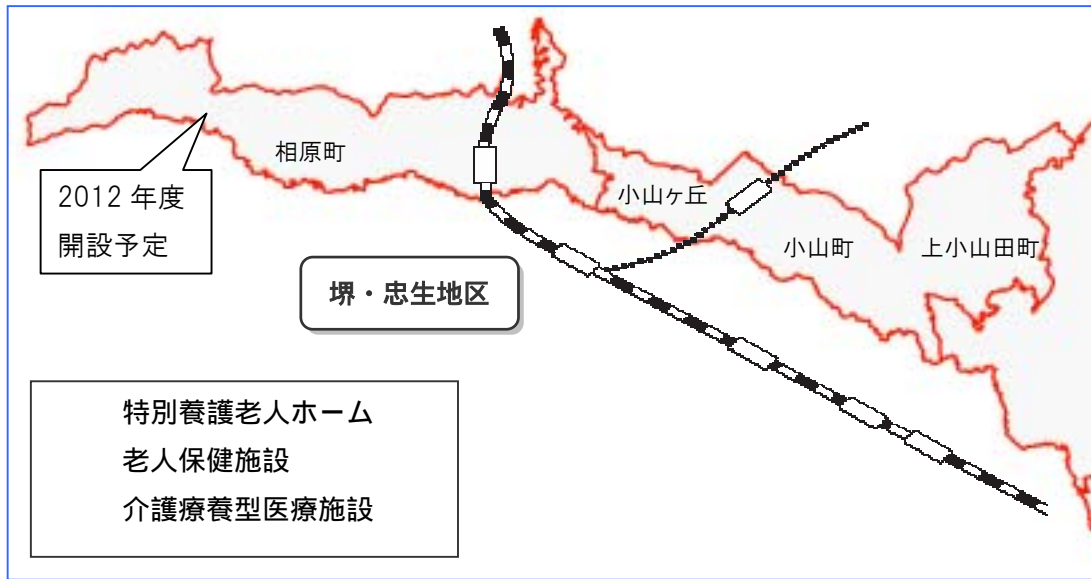 相原町
小山ヶ丘
2012 年度
開設予定
小山町
上小山田町
堺・忠生地区
特別養護老人ホーム
老人保健施設
介護療養型医療施設